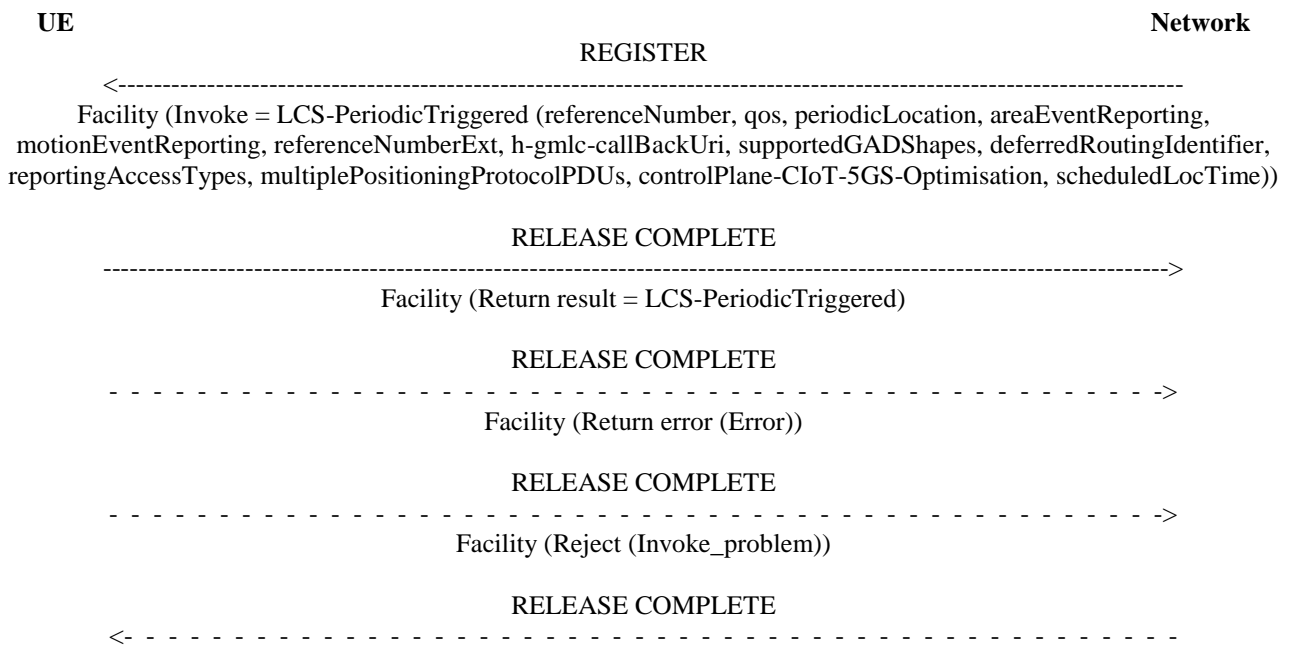 UE Network
REGISTER
<------------------------------------------------------------------------------------------------------------------------
Facility (Invoke = LCS-PeriodicTriggered (referenceNumber, qos, periodicLocation, areaEventReporting,
motionEventReporting, referenceNumberExt, h-gmlc-callBackUri, supportedGADShapes, deferredRoutingIdentifier,
reportingAccessTypes, multiplePositioningProtocolPDUs, controlPlane-CIoT-5GS-Optimisation, scheduledLocTime))
RELEASE COMPLETE
------------------------------------------------------------------------------------------------------------------------>
Facility (Return result = LCS-PeriodicTriggered)
RELEASE COMPLETE
- - - - - - - - - - - - - - - - - - - - - - - - - - - - - - - - - - - - - - - - - - - - - - - ->
Facility (Return error (Error))
RELEASE COMPLETE
- - - - - - - - - - - - - - - - - - - - - - - - - - - - - - - - - - - - - - - - - - - - - - - ->
Facility (Reject (Invoke_problem))
RELEASE COMPLETE
<- - - - - - - - - - - - - - - - - - - - - - - - - - - - - - - - - - - - - - - - - - - - - - - -